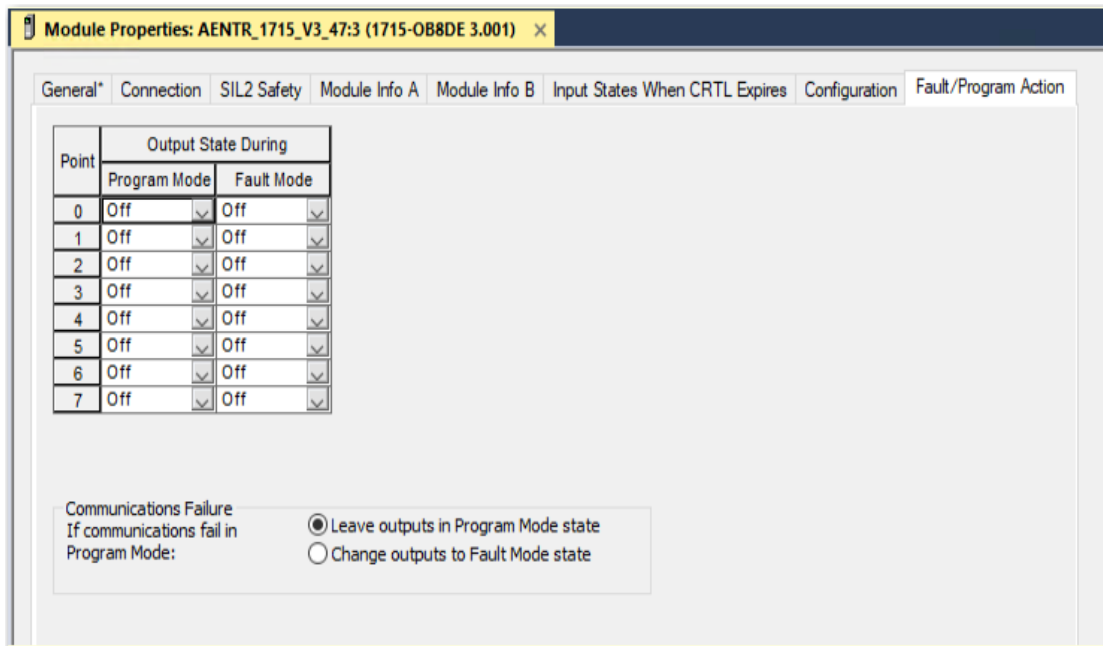 Module Properties: AENTR_1715_V3_47:3 (1715-OB8DE 3.001) ×
General* Connection SIL2 Safety Module Info A Module Info B Input States When CRTL Expires Configuration Fault/Program Action
Point Output State During
Program Mode Fault Mode
0 Off Off
1 Off Off
2 Off Off
3 Off Off
4 Off Off
5 Off Off
6 Off Off
7 Off Off
Communications Failure
If communications fail in
Program Mode:
Leave outputs in Program Mode state
Change outputs to Fault Mode state